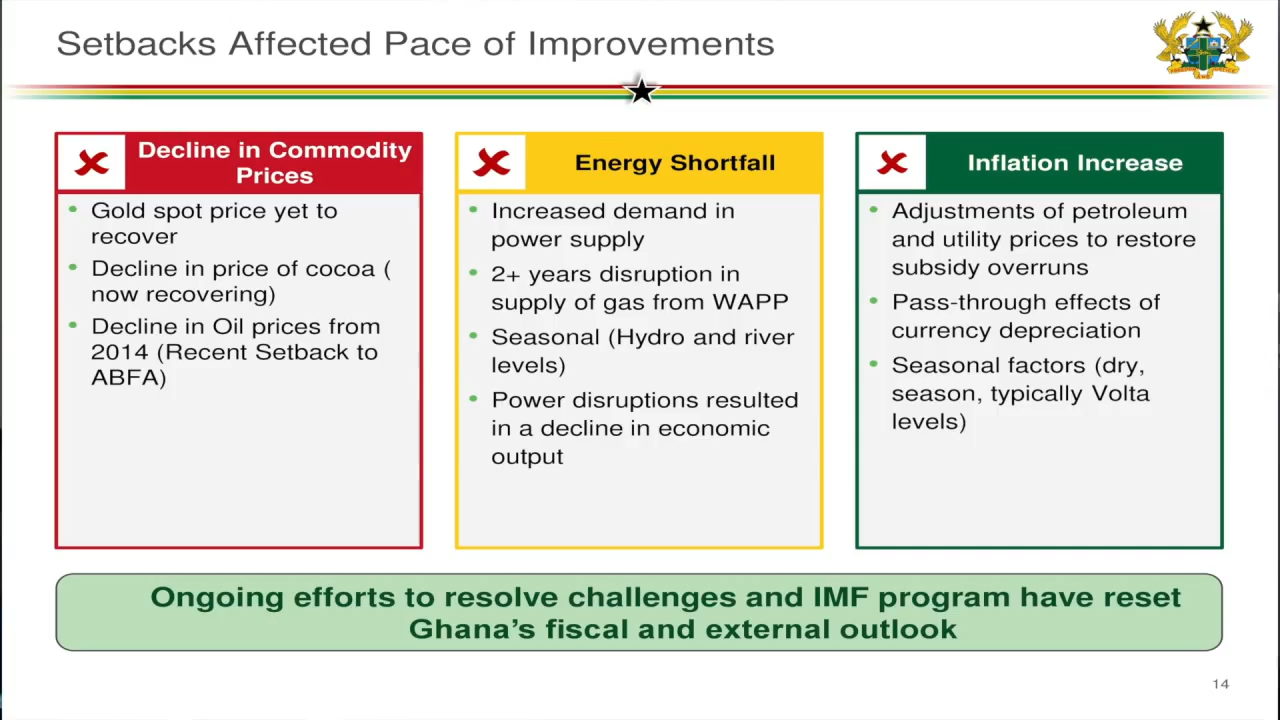 Setbacks Affected Pace of Improvements
Decline in Commodity
Prices
• Gold spot price yet to
recover
• Decline in price of cocoa (
now recovering)
• Decline in Oil prices from
2014 (Recent Setback to
ABFA)
Energy Shortfall
• Increased demand in
power supply
• 2+ years disruption in
supply of gas from WAPP
• Seasonal (Hydro and river
levels)
• Power disruptions resulted
in a decline in economic
output
Inflation Increase
• Adjustments of petroleum
and utility prices to restore
subsidy overruns
• Pass-through effects of
currency depreciation
• Seasonal factors (dry,
season, typically Volta
levels)
Ongoing efforts to resolve challenges and IMF program have reset
Ghana’s fiscal and external outlook
14